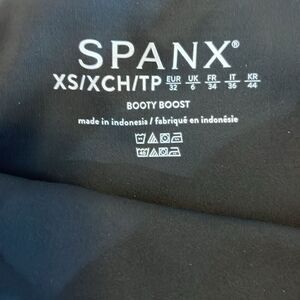 SPANX®
XS/XCH/TP EUR 32 UK 6 FR 34 IT 36 KR 44
BOOTY BOOST
made in indonesia / fabriqué en indonésie